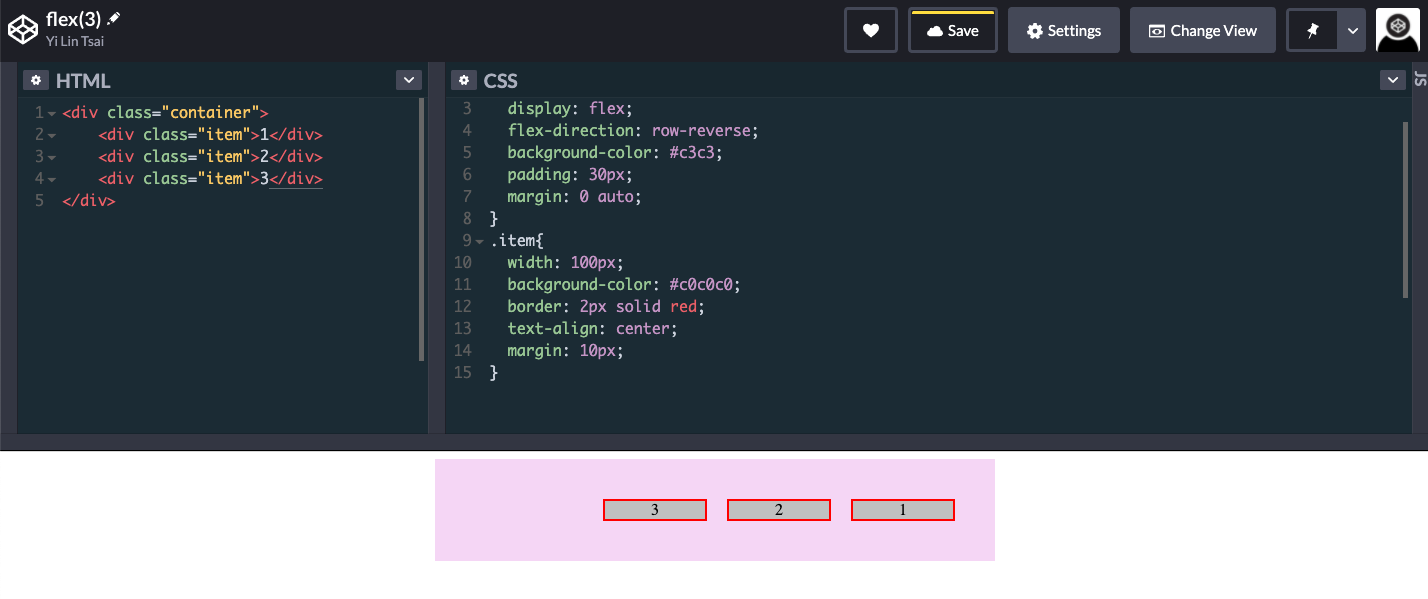 flex(3)
Yi Lin Tsai
Save
Settings
Change View
HTML
1 <div class="container">
2 <div class="item">1</div>
3 <div class="item">2</div>
4 <div class="item">3</div>
5 </div>
CSS
3 display: flex;
4 flex-direction: row-reverse;
5 background-color: #c3c3;
6 padding: 30px;
7 margin: 0 auto;
8 }
9 .item{
10 width: 100px;
11 background-color: #c0c0c0;
12 border: 2px solid red;
13 text-align: center;
14 margin: 10px;
15 }
JS
3 2 1